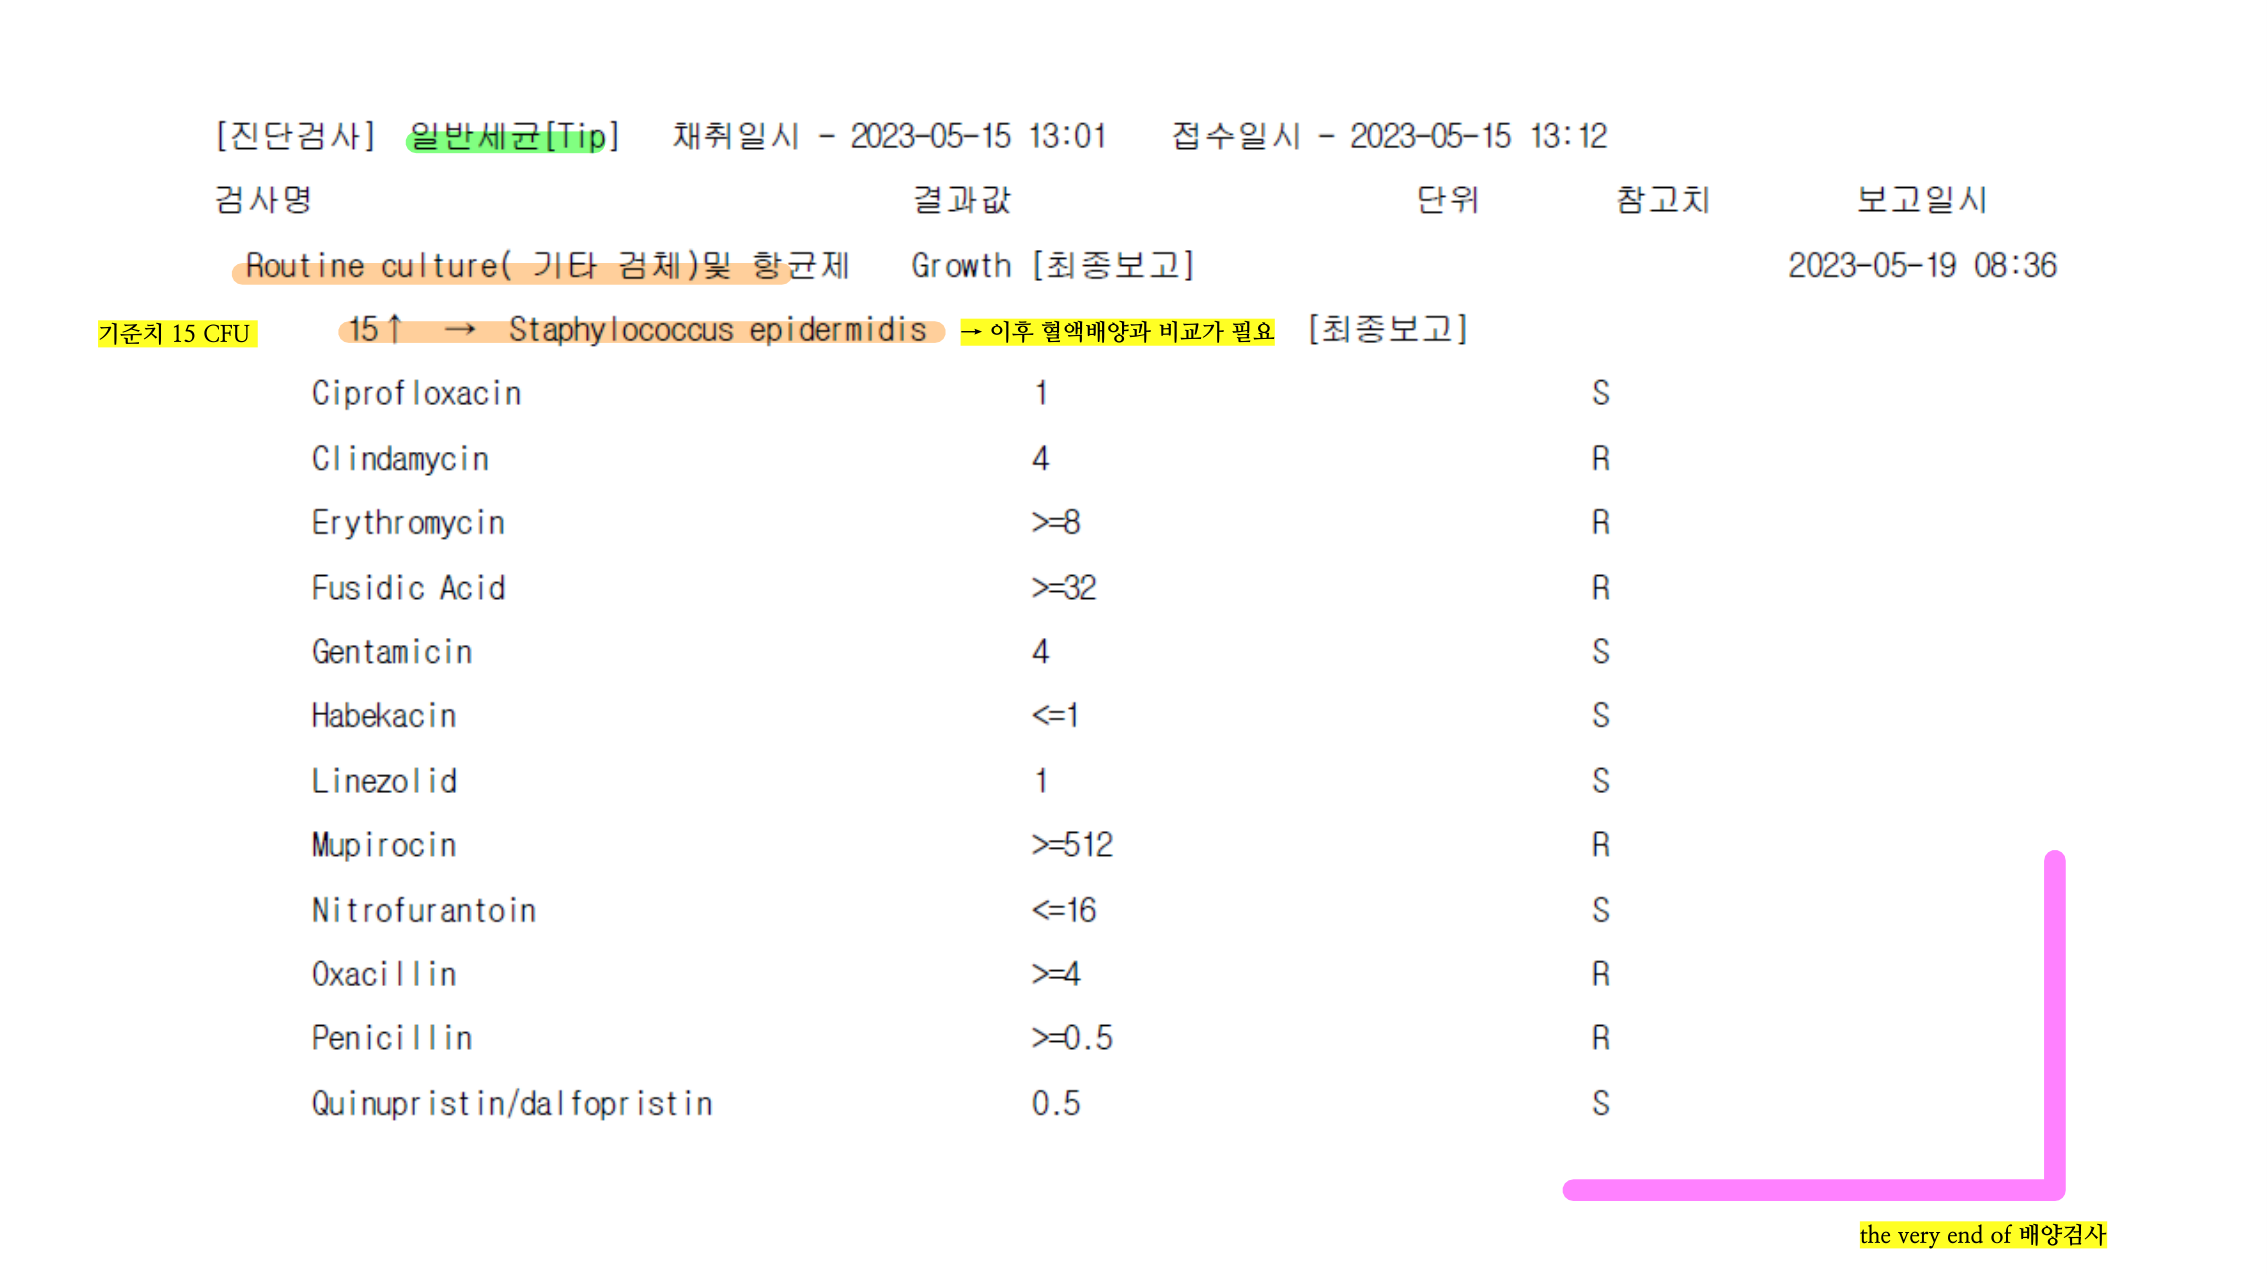 [진단검사] 일반세균[Tip] 채취일시 - 2023-05-15 13:01 접수일시 - 2023-05-15 13:12
검사명 결과값 단위 참고치 보고일시
Routine culture( 기타 검체)및 항균제 Growth [최종보고] 2023-05-19 08:36
기준치 15 CFU 15↑ → Staphylococcus epidermidis → 이후 혈액배양과 비교가 필요 [최종보고]
Ciprofloxacin 1 S
Clindamycin 4 R
Erythromycin >=8 R
Fusidic Acid >=32 R
Gentamicin 4 S
Habekacin <=1 S
Linezolid 1 S
Mupirocin >=512 R
Nitrofurantoin <=16 S
Oxacillin >=4 R
Penicillin >=0.5 R
Quinupristin/dalfopristin 0.5 S
the very end of 배양검사